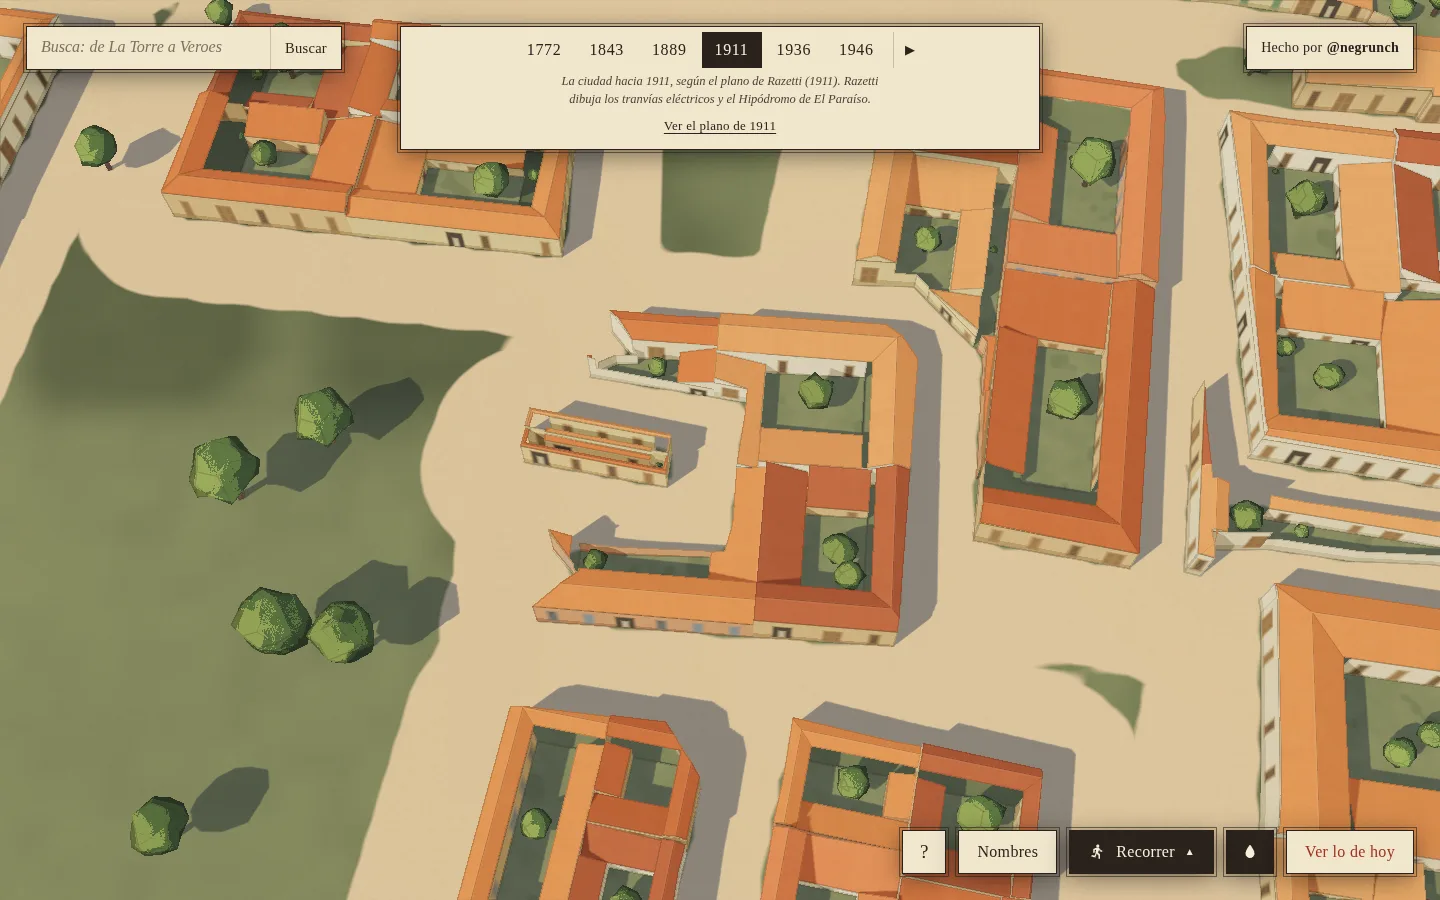 Busca: de La Torre a Veroes
Buscar
1772 1843 1889 1911 1936 1946 ▶
La ciudad hacia 1911, según el plano de Razetti (1911). Razetti
dibuja los tranvías eléctricos y el Hipódromo de El Paraíso.
Ver el plano de 1911
Hecho por @negrunch
?
Nombres
Recorrer ▲
Ver lo de hoy